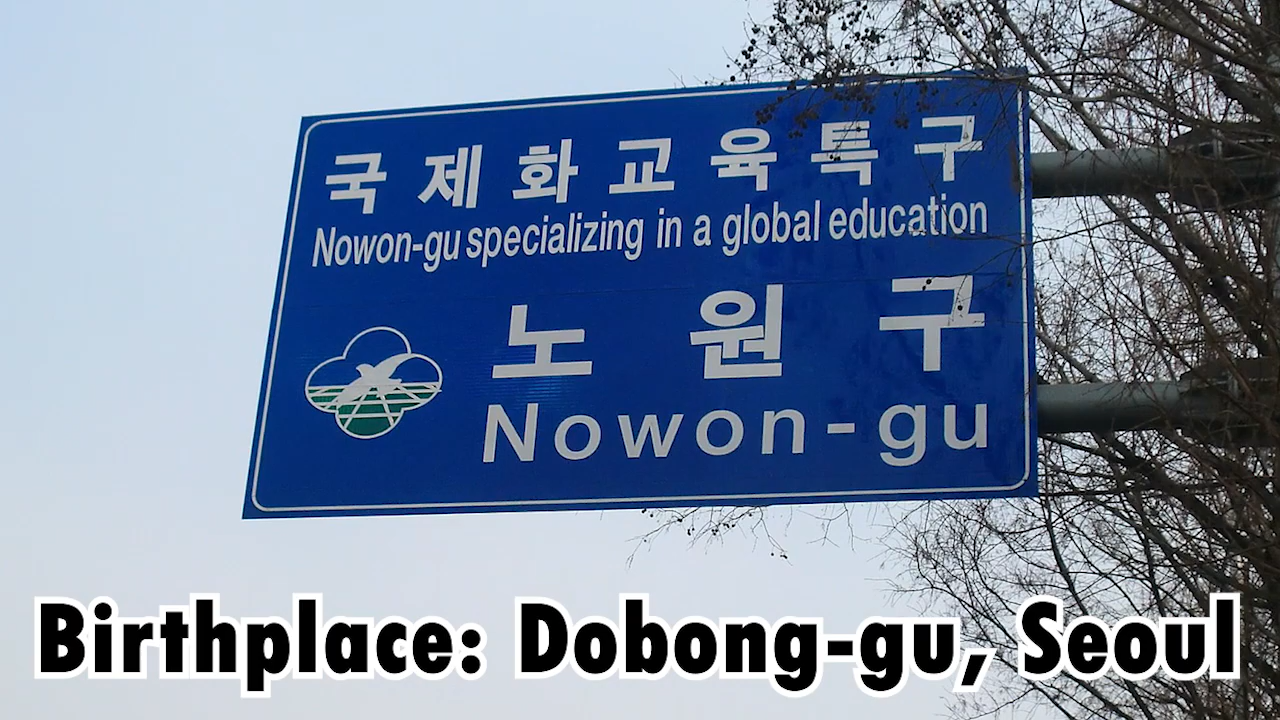 국제화교육특구
Nowon-gu specializing in a global education
노원구
Nowon-gu
Birthplace: Dobong-gu, Seoul